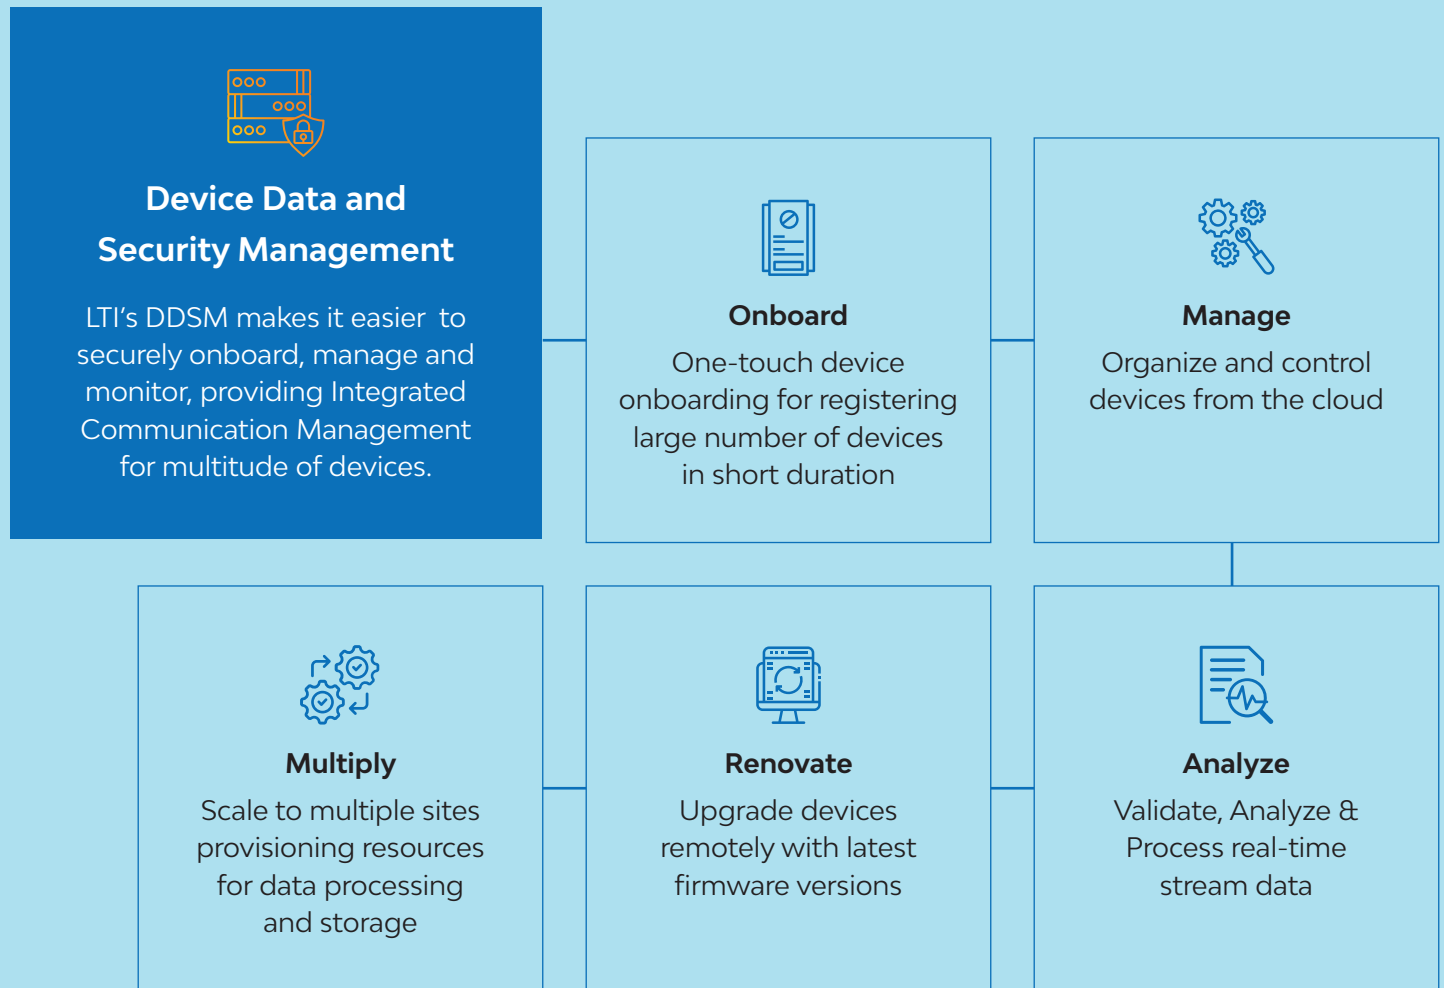 Device Data and
Security Management
LTI's DDSM makes it easier to
securely onboard, manage and
monitor, providing Integrated
Communication Management
for multitude of devices.
Onboard
One-touch device
onboarding for registering
large number of devices
in short duration
Manage
Organize and control
devices from the cloud
Analyze
Validate, Analyze &
Process real-time
stream data
Renovate
Upgrade devices
remotely with latest
firmware versions
Multiply
Scale to multiple sites
provisioning resources
for data processing
and storage